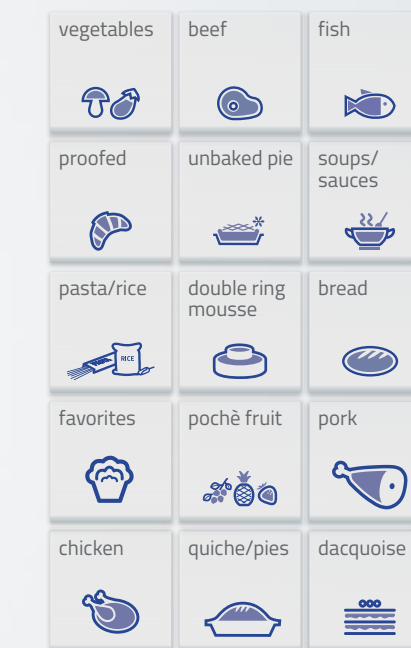 vegetables
beef
fish
proofed
unbaked pie
soups/
sauces
pasta/rice
RICE
double ring
mousse
bread
favorites
pochè fruit
pork
chicken
quiche/pies
dacquoise